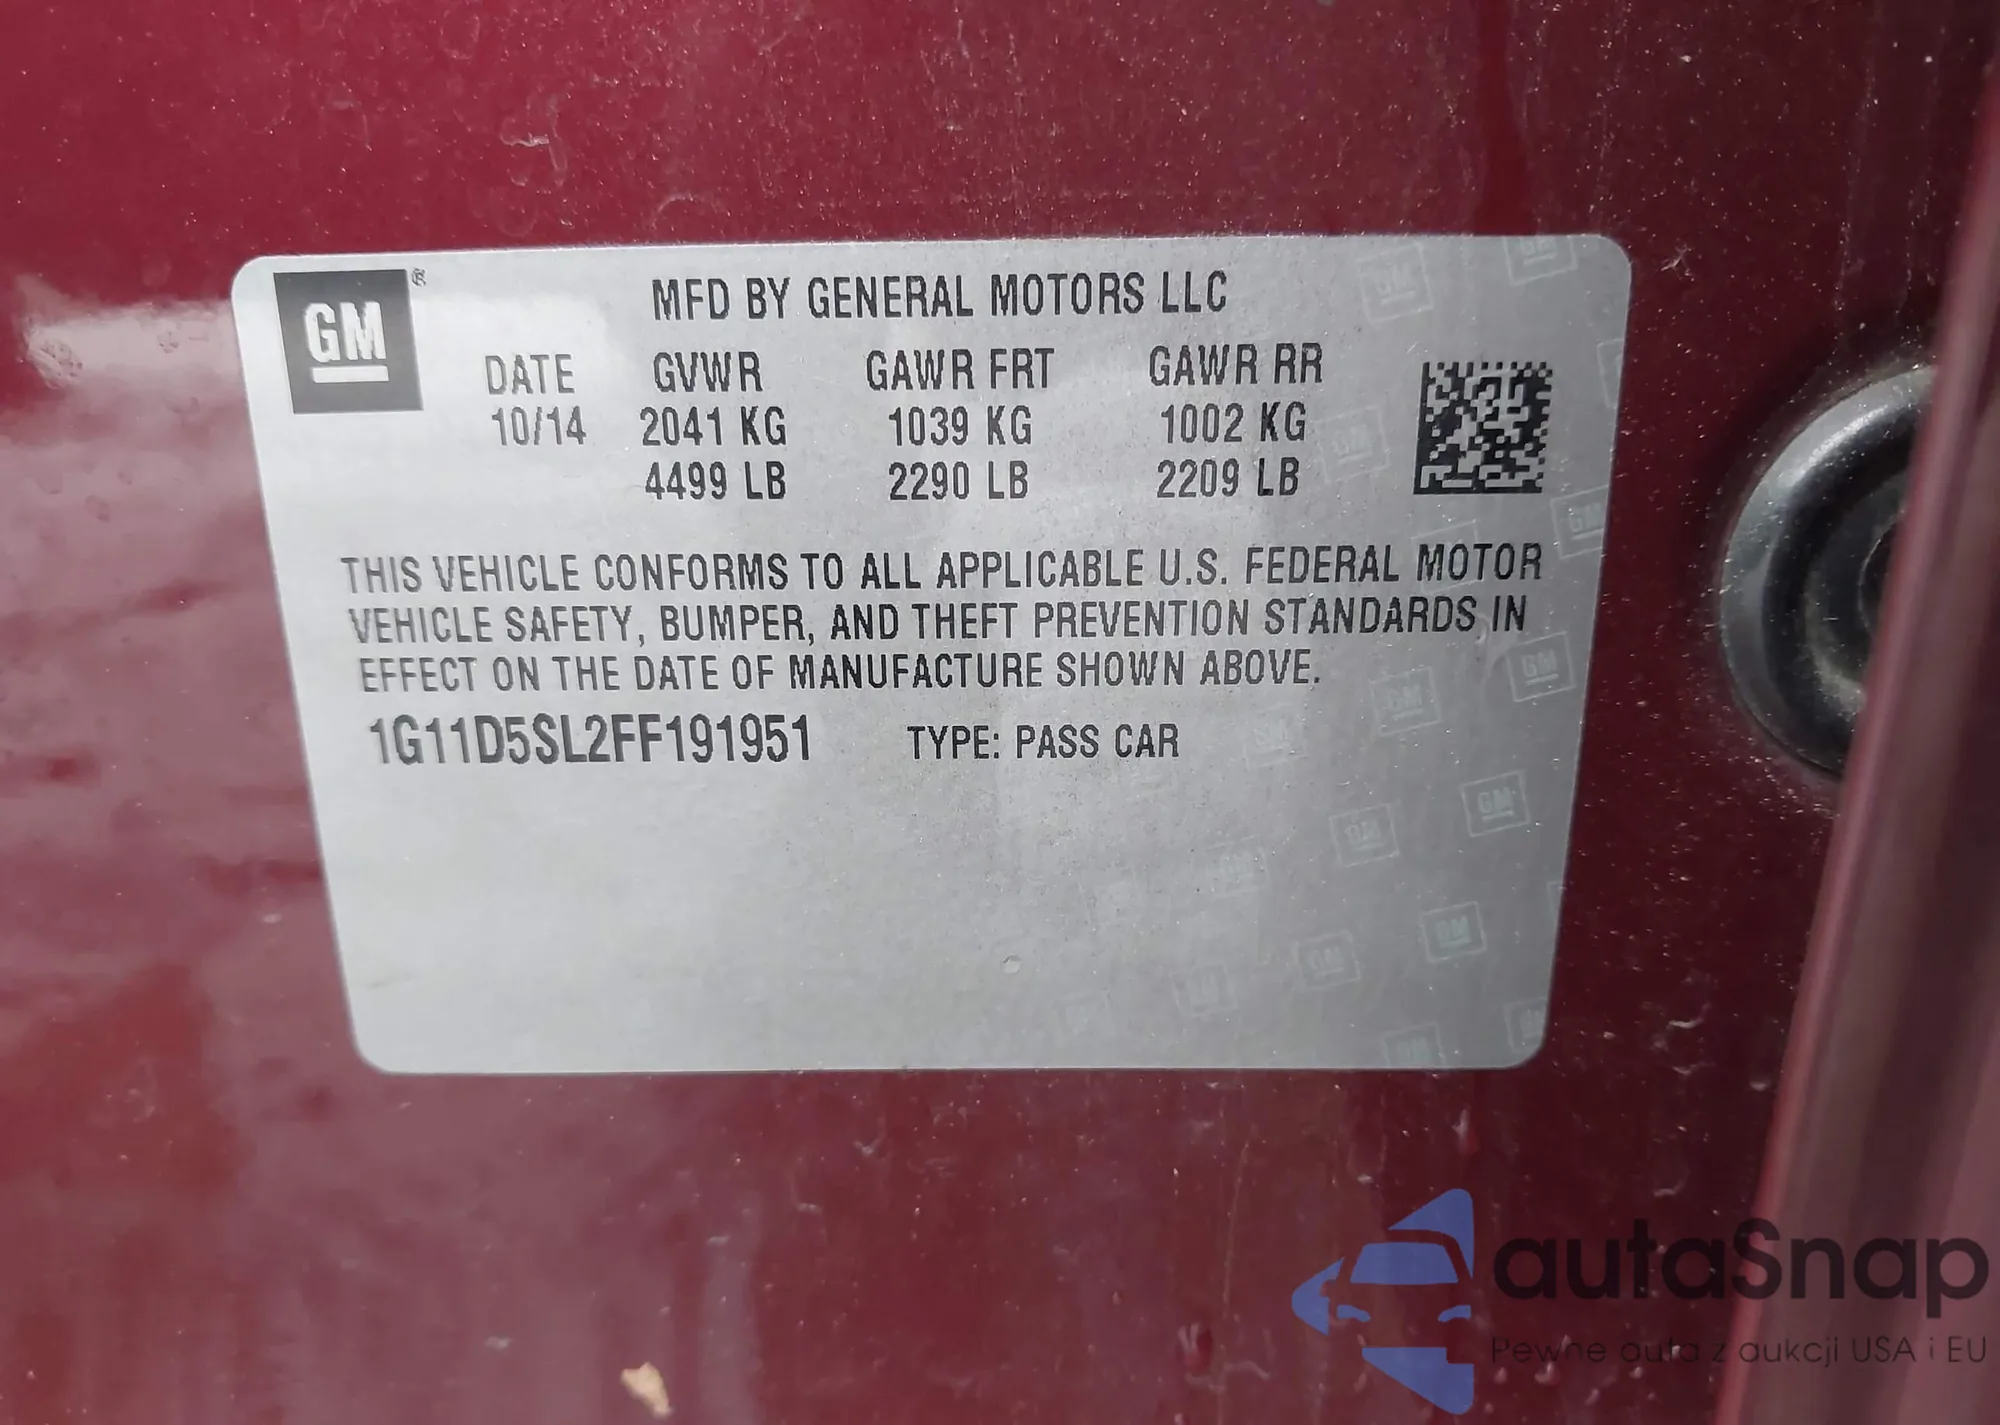 GM®
MFD BY GENERAL MOTORS LLC
DATE GVWR GAWR FRT GAWR RR
10/14 2041 KG 1039 KG 1002 KG
4499 LB 2290 LB 2209 LB
THIS VEHICLE CONFORMS TO ALL APPLICABLE U.S. FEDERAL MOTOR
VEHICLE SAFETY, BUMPER, AND THEFT PREVENTION STANDARDS IN
EFFECT ON THE DATE OF MANUFACTURE SHOWN ABOVE.
1G11D5SL2FF191951 TYPE: PASS CAR
autaSnap
Pewne auta z aukcji USA i EU